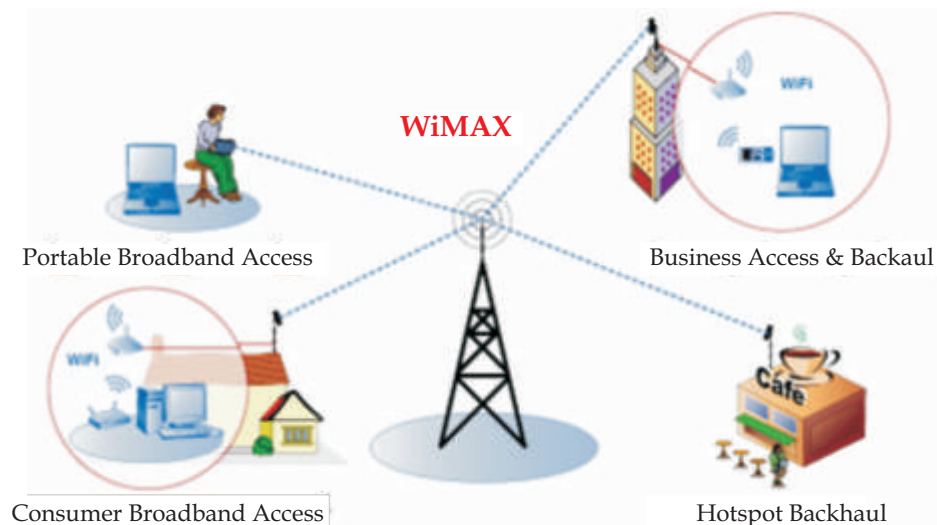 WiMAX
WiFi
Portable Broadband Access
Business Access & Backaul
WiFi
Cafe
Consumer Broadband Access
Hotspot Backhaul